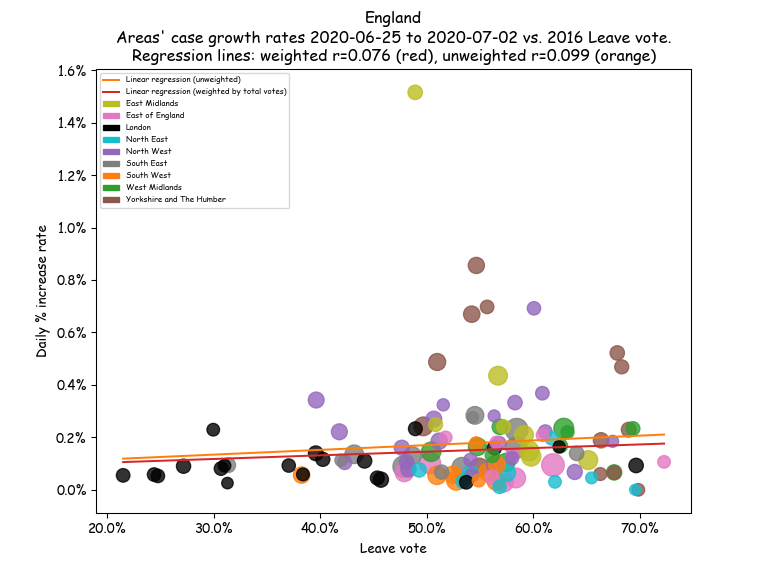 England
Areas' case growth rates 2020-06-25 to 2020-07-02 vs. 2016 Leave vote.
Regression lines: weighted r=0.076 (red), unweighted r=0.099 (orange)
Linear regression (unweighted)
Linear regression (weighted by total votes)
East Midlands
East of England
London
North East
North West
South East
South West
West Midlands
Yorkshire and The Humber
Daily % increase rate
1.6%
1.4%
1.2%
1.0%
0.8%
0.6%
0.4%
0.2%
0.0%
20.0% 30.0% 40.0% 50.0% 60.0% 70.0%
Leave vote